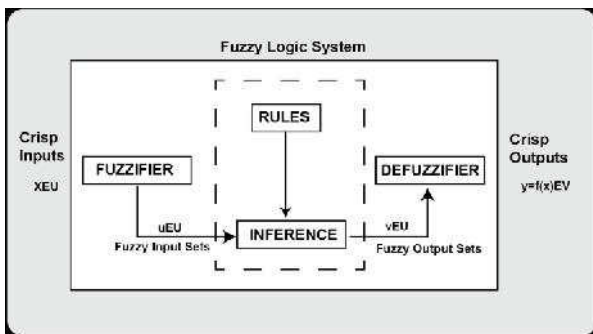 Fuzzy Logic System
Crisp
Inputs
XEU
FUZZIFIER
RULES
DEFUZZIFIER
Crisp
Outputs
y=f(x)EV
uEU
Fuzzy Input Sets
INFERENCE
vEU
Fuzzy Output Sets